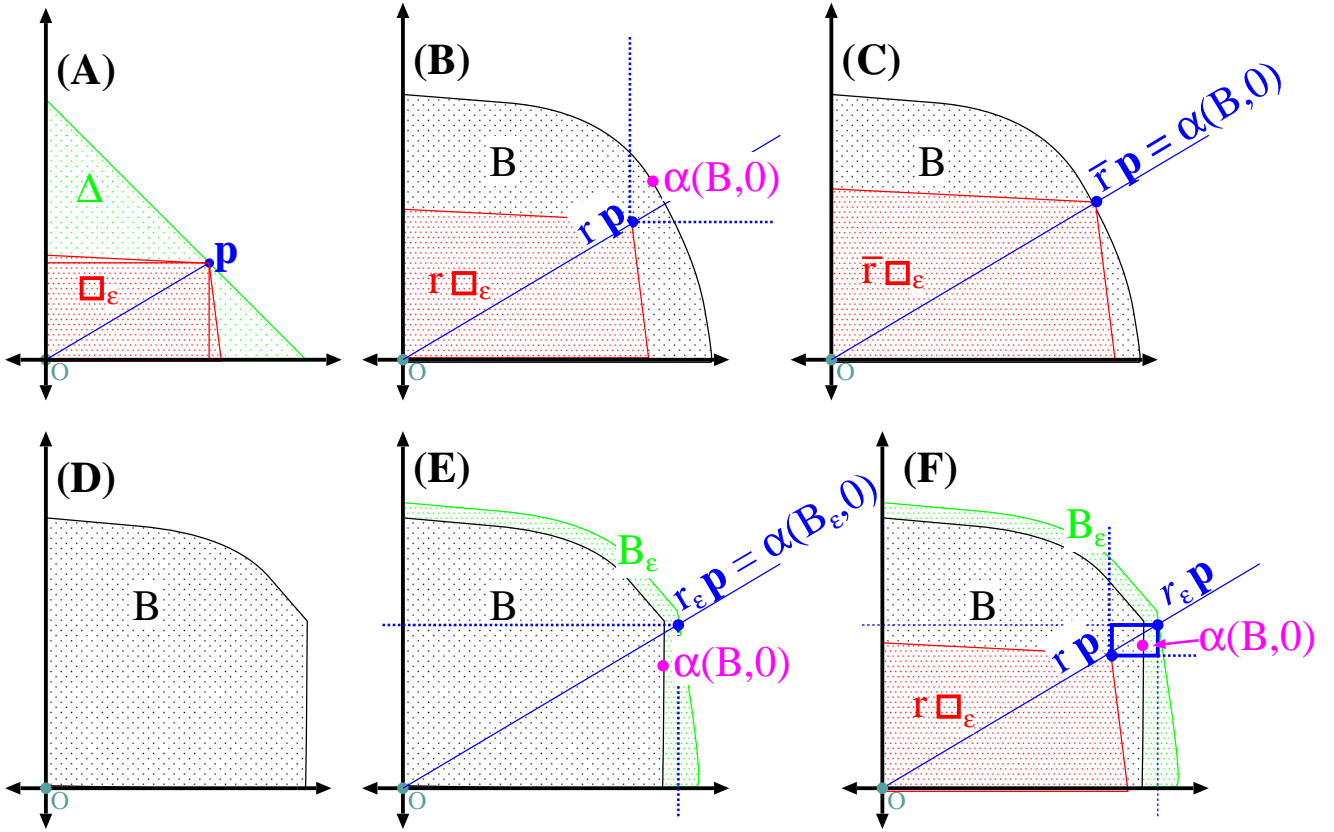 (A)
Δ
p
□ε
O
(B)
B
α(B,0)
r p
r □ε
O
(C)
B
r̅ p = α(B,0)
r̅ □ε
O
(D)
B
O
(E)
Bε
B
rε p = α(Bε,0)
α(B,0)
O
(F)
Bε
B
rε p
r p
α(B,0)
r □ε
O